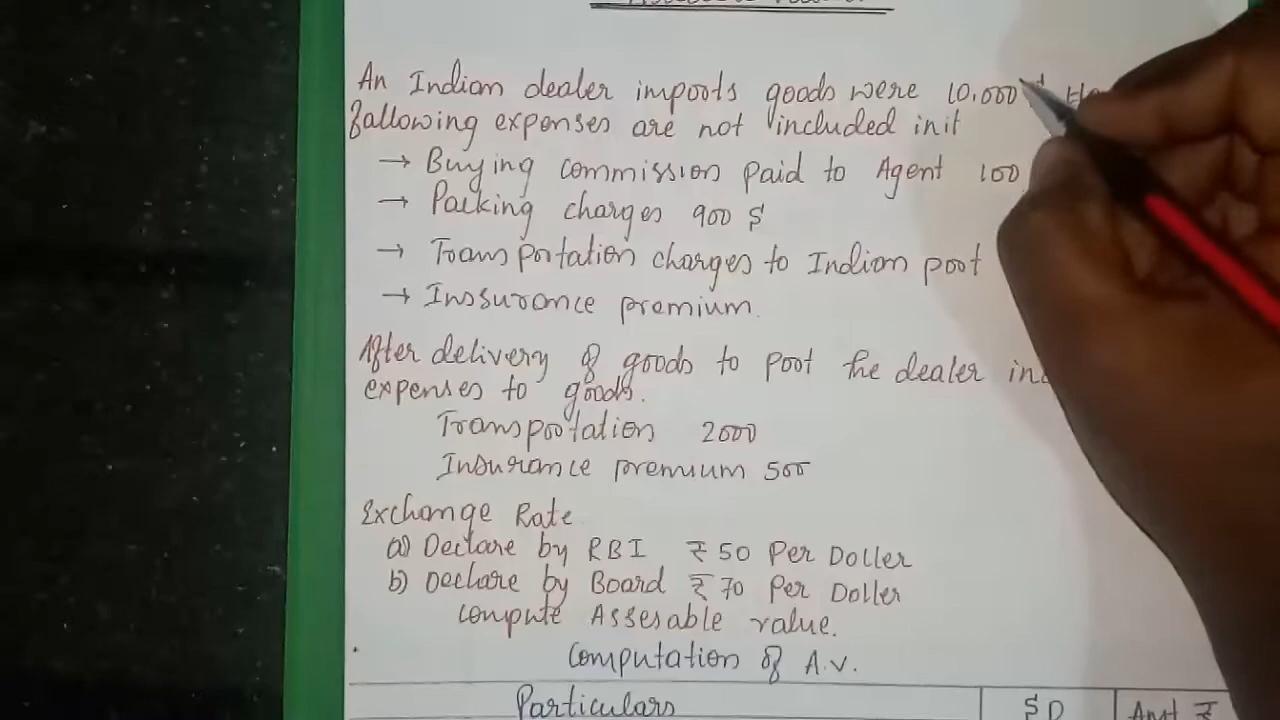 An Indian dealer imports goods were 10,000
fallowing expenses are not included init
→ Buying commission paid to Agent 100
→ Packing charges 900 $
→ Transportation charges to Indian port
→ Inssurance premium.
After delivery of goods to port the dealer
expenses to goods.
Transportation 2000
Insurance premium 500
Exchange Rate
a) Declare by RBI ₹ 50 Per Doller
b) Declare by Board ₹ 70 Per Doller
Compute Assesable value.
Computation of A.V.
Particulars $ D Amt ₹